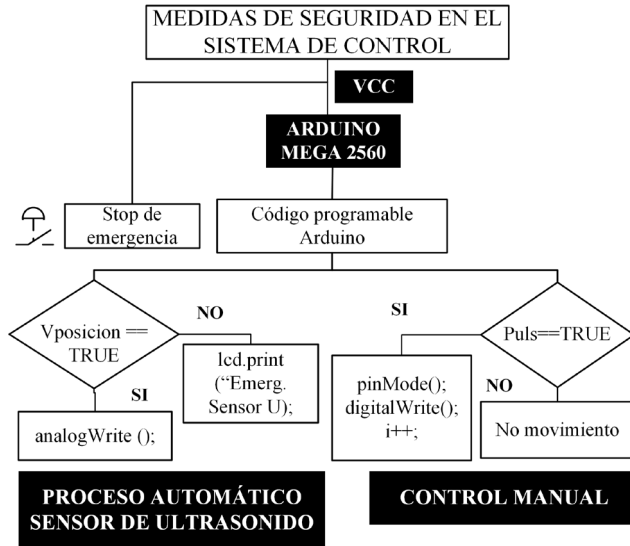 MEDIDAS DE SEGURIDAD EN EL
SISTEMA DE CONTROL
VCC
ARDUINO
MEGA 2560
Stop de
emergencia
Código programable
Arduino
Vposicion ==
TRUE
NO
SI
lcd.print
(“Emerg.
Sensor U);
analogWrite ();
SI
Puls==TRUE
NO
pinMode();
digitalWrite();
i++;
No movimiento
PROCESO AUTOMÁTICO
SENSOR DE ULTRASONIDO
CONTROL MANUAL